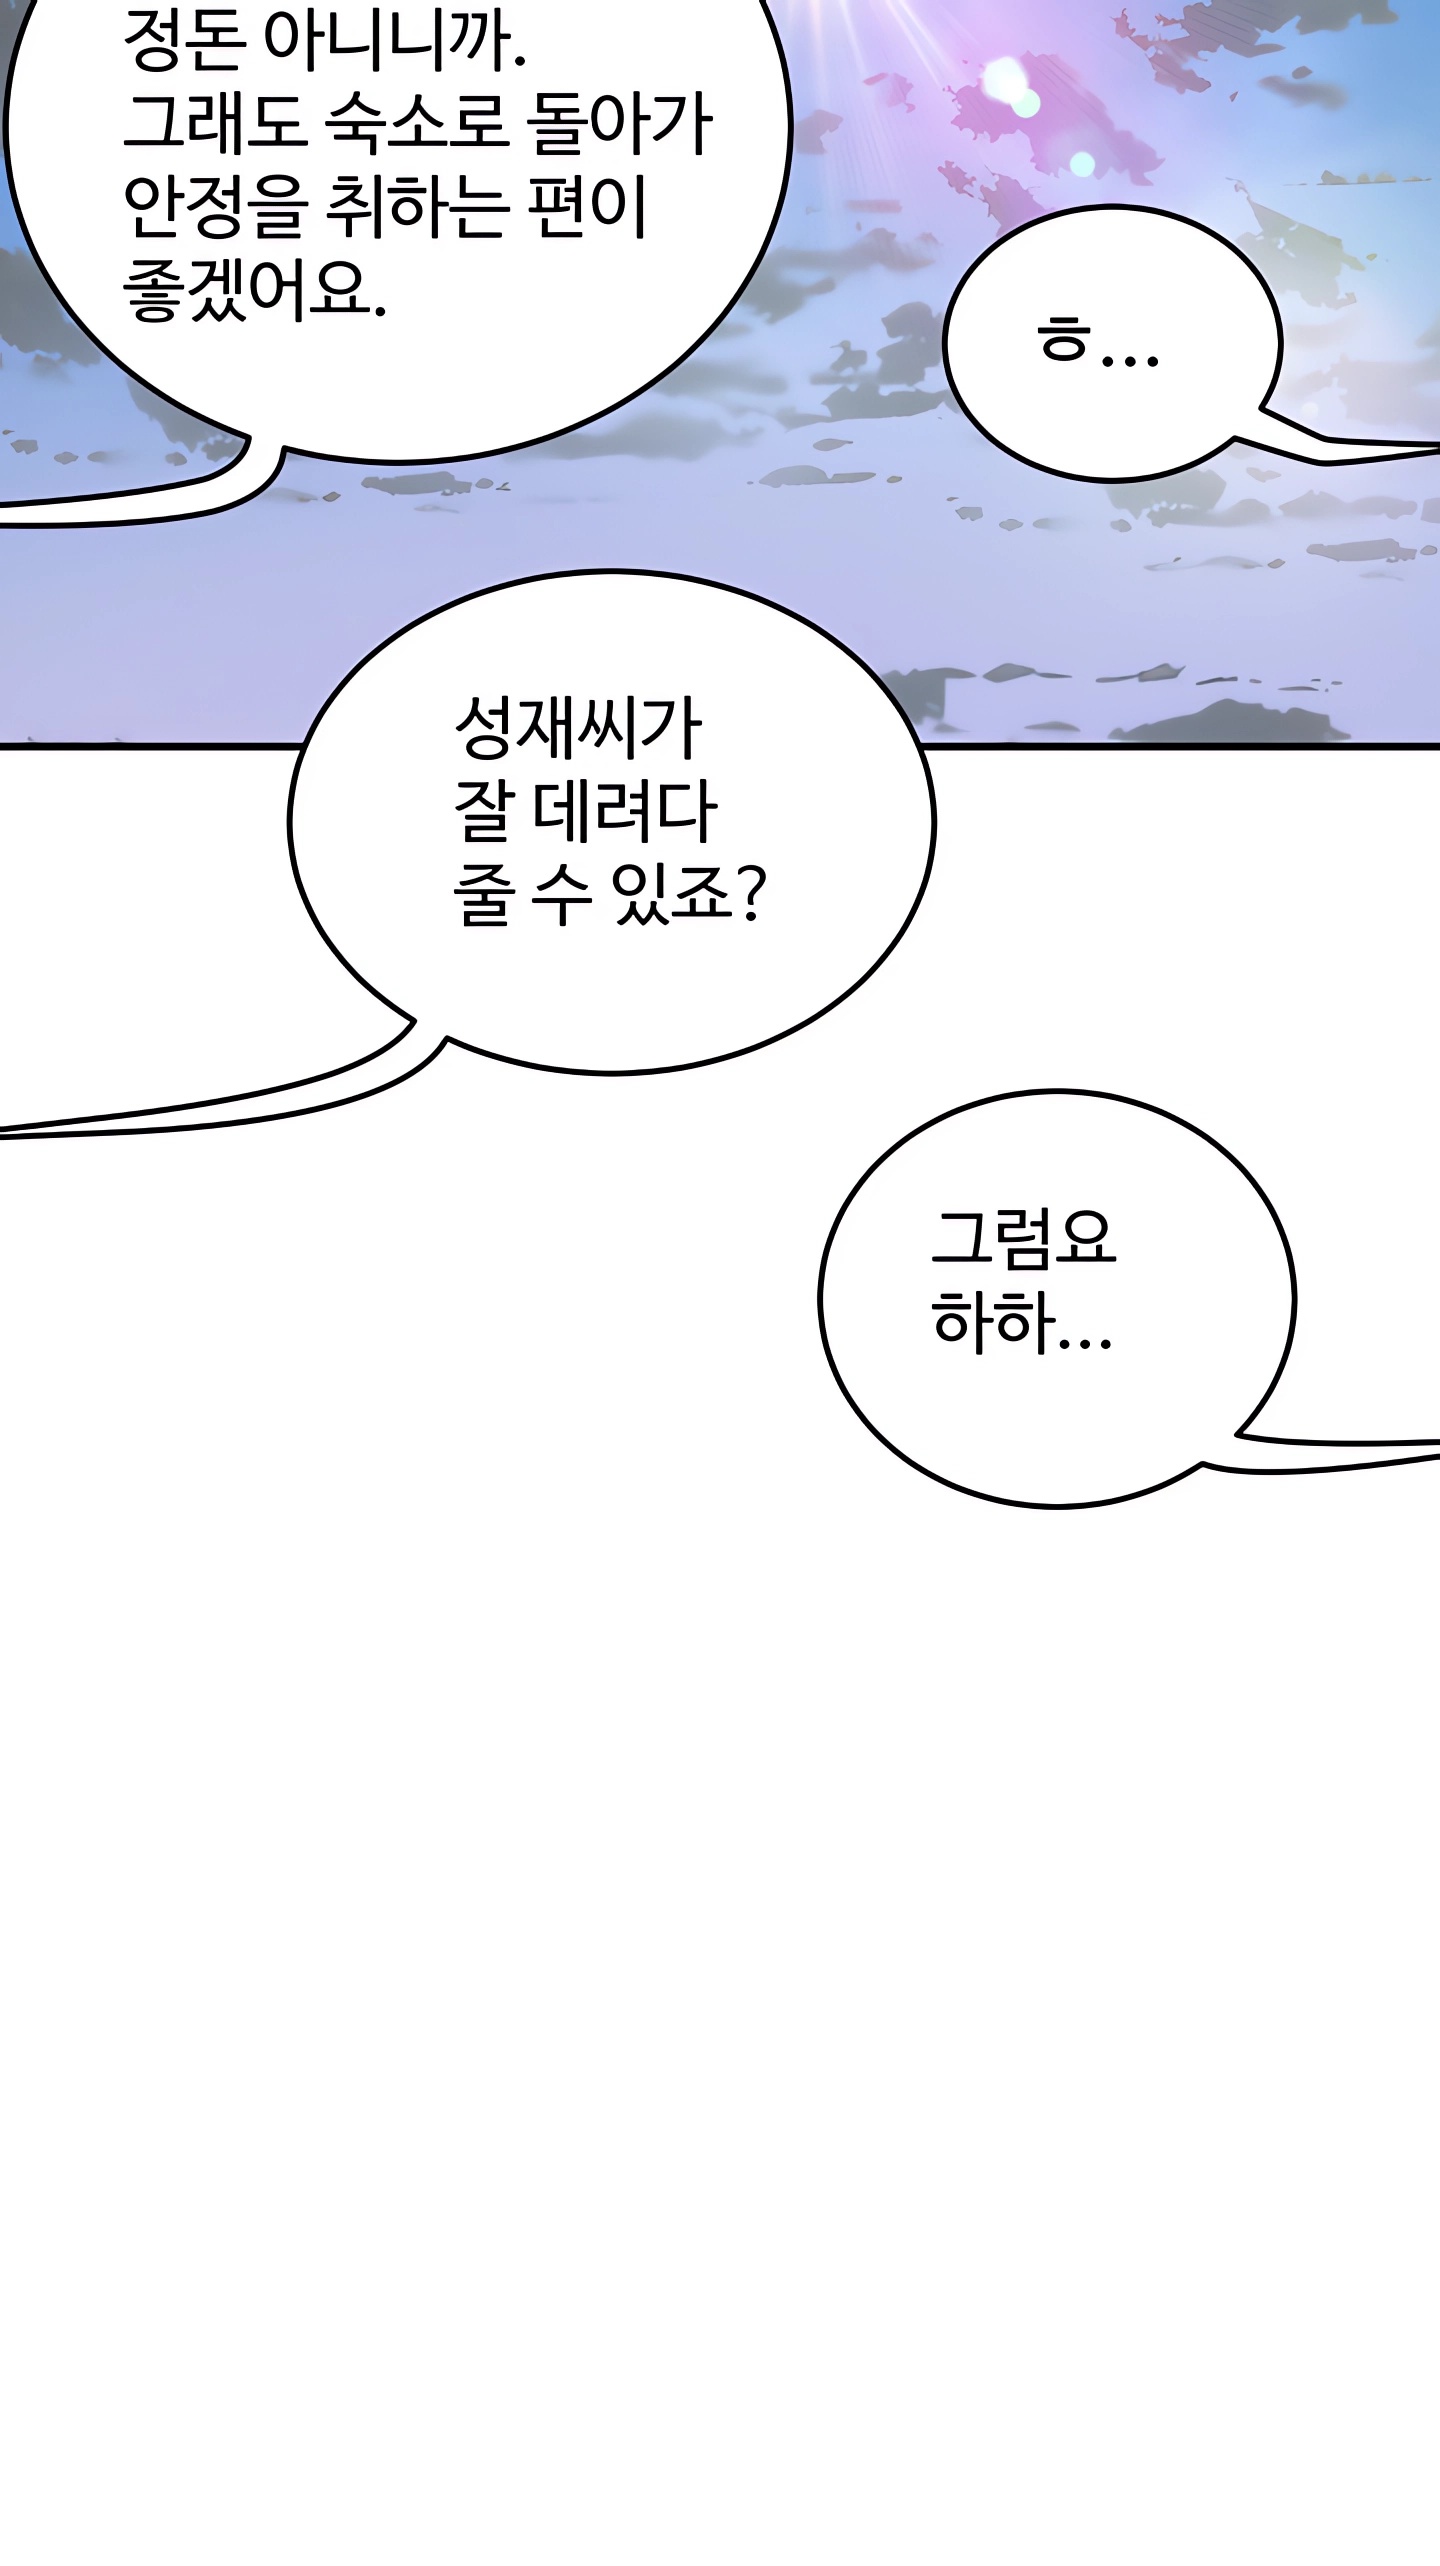 정돈 아니니까.
그래도 숙소로 돌아가
안정을 취하는 편이
좋겠어요.
ㅎ...
성재씨가
잘 데려다
줄 수 있죠?
그럼요
하하...